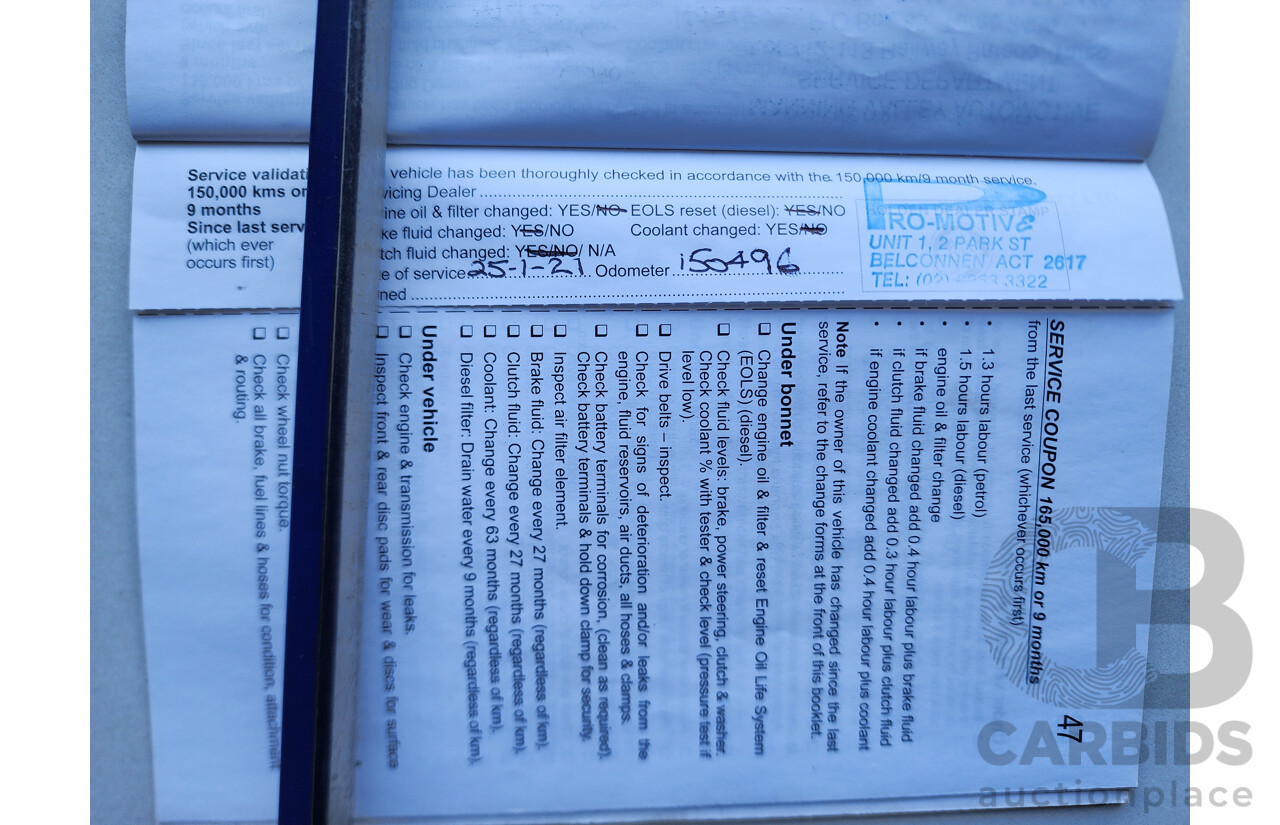 Service validati
150,000 kms or
9 months
Since last serv
(which ever
occurs first)
vehicle has been thoroughly checked in accordance with the 150,000 km/9 month service.
vicing Dealer
ine oil & filter changed: YES/NO EOLS reset (diesel): YES/NO
ke fluid changed: YES/NO Coolant changed: YES/NO
tch fluid changed: YES/NO/ N/A
e of service 25-1-21 Odometer 150496
ned
PRO-MOTIVE
UNIT 1, 2 PARK ST
BELCONNEN ACT 2617
TEL: (02) 3322
SERVICE COUPON 165,000 km or 9 months
47
from the last service (whichever occurs first)
• 1.3 hours labour (petrol)
• 1.5 hours labour (diesel)
• engine oil & filter change
• if brake fluid changed add 0.4 hour labour plus brake fluid
• if clutch fluid changed add 0.3 hour labour plus clutch fluid
• if engine coolant changed add 0.4 hour labour plus coolant
Note If the owner of this vehicle has changed since the last
service, refer to the change forms at the front of this booklet.
Under bonnet
❑ Change engine oil & filter & reset Engine Oil Life System
(EOLS) (diesel).
❑ Check fluid levels: brake, power steering, clutch & washer.
Check coolant % with tester & check level (pressure test if
level low).
❑ Drive belts – inspect.
❑ Check for signs of deterioration and/or leaks from the
engine, fluid reservoirs, air ducts, all hoses & clamps.
❑ Check battery terminals for corrosion, (clean as required).
Check battery terminals & hold down clamp for security.
❑ Inspect air filter element.
❑ Brake fluid: Change every 27 months (regardless of km).
❑ Clutch fluid: Change every 27 months (regardless of km).
❑ Coolant: Change every 63 months (regardless of km).
❑ Diesel filter: Drain water every 9 months (regardless of km).
Under vehicle
❑ Check engine & transmission for leaks.
❑ Inspect front & rear disc pads for wear & discs for surface
❑ Check wheel nut torque.
❑ Check all brake, fuel lines & hoses for condition, attachment
& routing.
CARBIDS
auctionplace